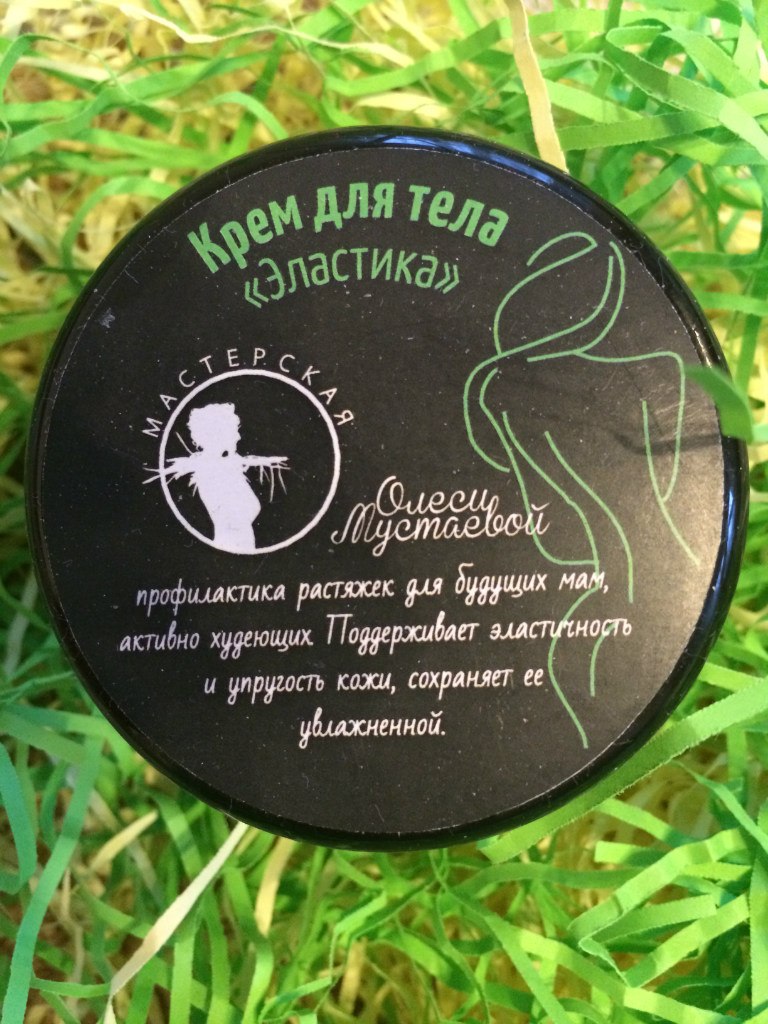 Крем для тела
«Эластика»
МАСТЕРСКАЯ
Олеси
Мустаевой
профилактика растяжек для будущих мам,
активно худеющих Поддерживает эластичность
и упругость кожи, сохраняет ее
увлажненной.